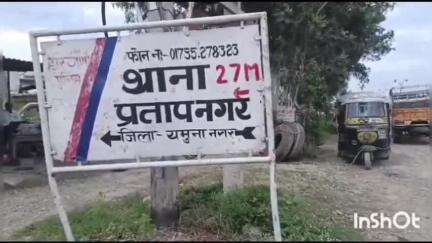 फोन नः- 01735.278323
थाना 27M
प्रतापनगर
जिला- यमुना नगर
InShOt